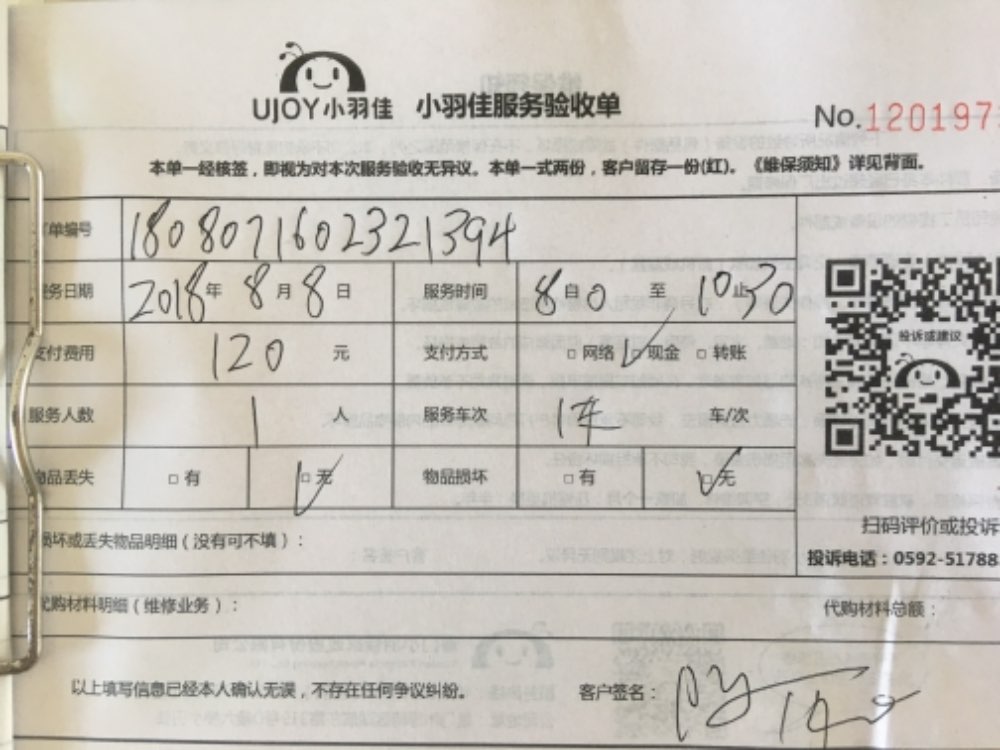 UJOY小羽佳 小羽佳服务验收单
No.120197
本单一经核签，即视为对本次服务验收无异议。本单一式两份，客户留存一份(红)。《维保须知》详见背面。
订单编号 180807160232 1394
服务日期 2018年 8月 8日 服务时间 8自00 至 10止30
支付费用 120 元 支付方式 □网络 ✓现金 □转账
服务人数 1 人 服务车次 1 车/次
物品丢失 □有 ✓无 物品损坏 □有 ✓无
投诉或建议
扫码评价或投诉
损坏或丢失物品明细（没有可不填）：
投诉电话：0592-51788
代购材料明细（维修业务）： 代购材料总额：
以上填写信息已经本人确认无误，不存在任何争议纠纷。 客户签名：